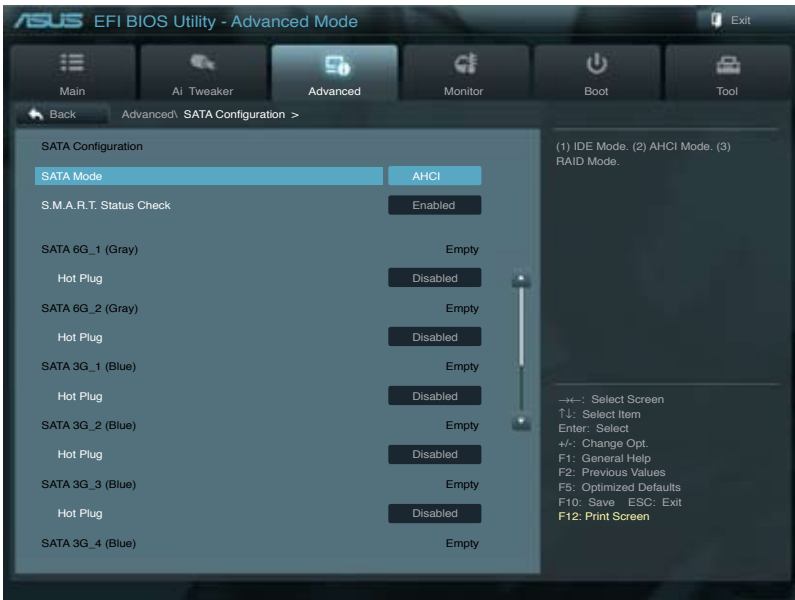 ASUS EFI BIOS Utility - Advanced Mode
Exit
Main
Ai Tweaker
Advanced
Monitor
Boot
Tool
Back
Advanced\ SATA Configuration >
SATA Configuration
SATA Mode AHCI
S.M.A.R.T. Status Check Enabled
SATA 6G_1 (Gray) Empty
Hot Plug Disabled
SATA 6G_2 (Gray) Empty
Hot Plug Disabled
SATA 3G_1 (Blue) Empty
Hot Plug Disabled
SATA 3G_2 (Blue) Empty
Hot Plug Disabled
SATA 3G_3 (Blue) Empty
Hot Plug Disabled
SATA 3G_4 (Blue) Empty
(1) IDE Mode. (2) AHCI Mode. (3)
RAID Mode.
→←: Select Screen
↑↓: Select Item
Enter: Select
+/-: Change Opt.
F1: General Help
F2: Previous Values
F5: Optimized Defaults
F10: Save ESC: Exit
F12: Print Screen